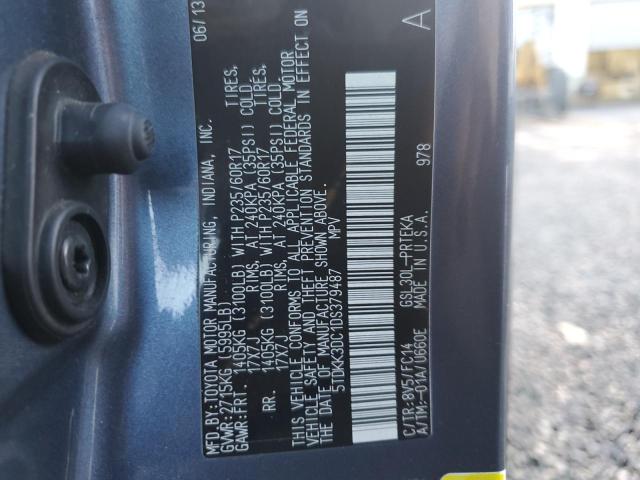 MFD.BY:TOYOTA MOTOR MANUFACTURING, INDIANA, INC. 06/13
GVWR:2715KG (5995LB)
GAWR:FRT. 1405KG (3100LB) WITH P235/60R17 TIRES,
17X7J RIMS, AT 240KPA (35PSI) COLD
RR. 1405KG (3100LB) WITH P235/60R17 TIRES,
17X7J RIMS, AT 240KPA (35PSI) COLD
THIS VEHICLE CONFORMS TO ALL APPLICABLE FEDERAL MOTOR
VEHICLE SAFETY AND THEFT PREVENTION STANDARDS IN EFFECT ON
THE DATE OF MANUFACTURE SHOWN ABOVE.
5TDKK3DC1DS379487 MPV
C/TR:8V5/FC14 GSL30L-PRTEKA
A/TM:-01A/U660E MADE IN U.S.A. 978 A